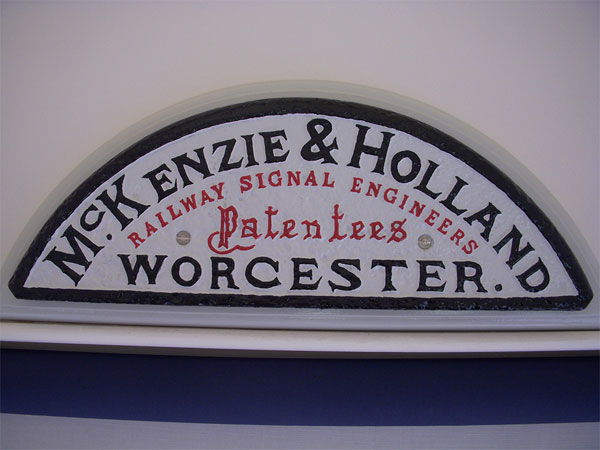 McKENZIE & HOLLAND
RAILWAY SIGNAL ENGINEERS
Patentees
WORCESTER.